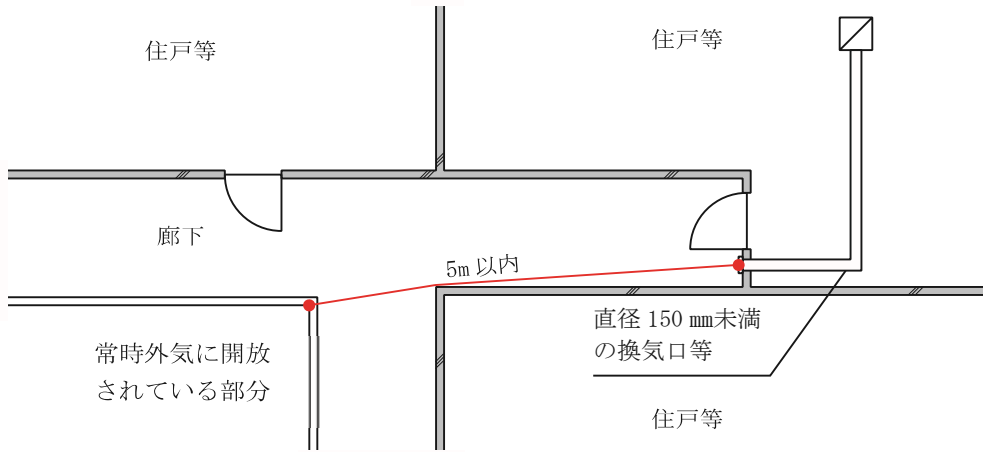 住戸等
住戸等
廊下
5m 以内
直径 150 ㎜未満
の換気口等
常時外気に開放
されている部分
住戸等